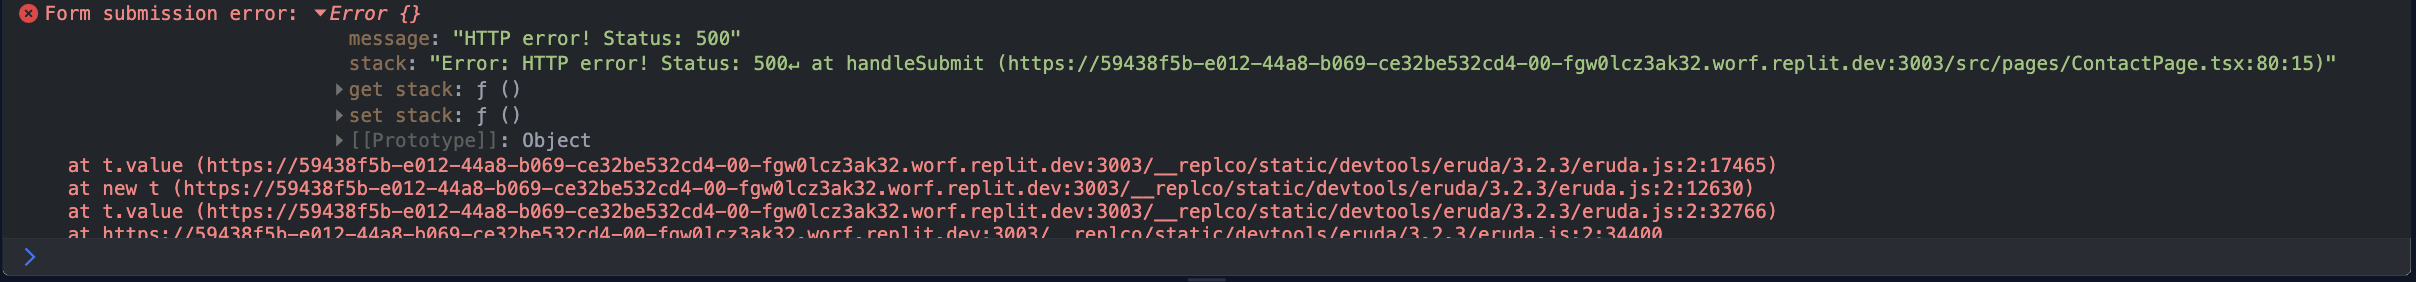 Form submission error: ▼Error {}
message: "HTTP error! Status: 500"
stack: "Error: HTTP error! Status: 500↵ at handleSubmit (https://59438f5b-e012-44a8-b069-ce32be532cd4-00-fgw0lcz3ak32.worf.replit.dev:3003/src/pages/ContactPage.tsx:80:15)"
▶get stack: ƒ ()
▶set stack: ƒ ()
▶[[Prototype]]: Object
at t.value (https://59438f5b-e012-44a8-b069-ce32be532cd4-00-fgw0lcz3ak32.worf.replit.dev:3003/__replco/static/devtools/eruda/3.2.3/eruda.js:2:17465)
at new t (https://59438f5b-e012-44a8-b069-ce32be532cd4-00-fgw0lcz3ak32.worf.replit.dev:3003/__replco/static/devtools/eruda/3.2.3/eruda.js:2:12630)
at t.value (https://59438f5b-e012-44a8-b069-ce32be532cd4-00-fgw0lcz3ak32.worf.replit.dev:3003/__replco/static/devtools/eruda/3.2.3/eruda.js:2:32766)
at https://59438f5b-e012-44a8-b069-ce32be532cd4-00-fgw0lcz3ak32.worf.replit.dev:3003/__replco/static/devtools/eruda/3.2.3/eruda.js:2:34400